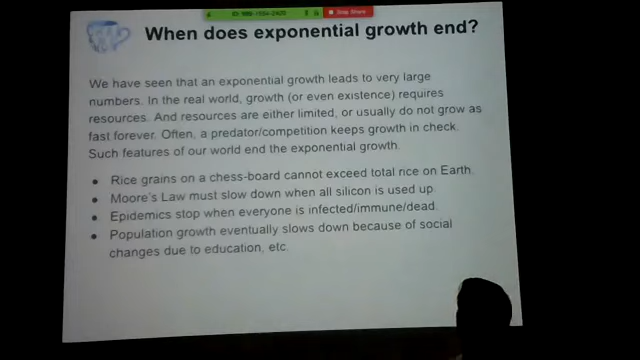 Stop Share
When does exponential growth end?
We have seen that an exponential growth leads to very large
numbers. In the real world, growth (or even existence) requires
resources. And resources are either limited, or usually do not grow as
fast forever. Often, a predator/competition keeps growth in check.
Such features of our world end the exponential growth.
● Rice grains on a chess-board cannot exceed total rice on Earth.
● Moore's Law must slow down when all silicon is used up.
● Epidemics stop when everyone is infected/immune/dead.
● Population growth eventually slows down because of social
changes due to education, etc.